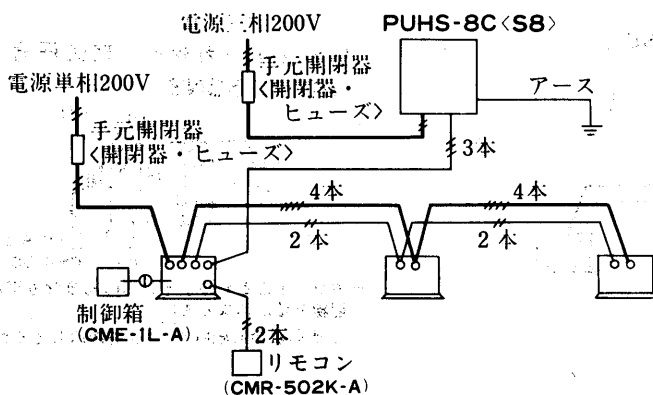 電源三相200V
PUHS-8C〈S8〉
手元開閉器
〈開閉器・
ヒューズ〉
アース
電源単相200V
手元開閉器
〈開閉器・ヒューズ〉
3本
4本
4本
2本
2本
制御箱
(CME-1L-A)
2本
リモコン
(CMR-502K-A)